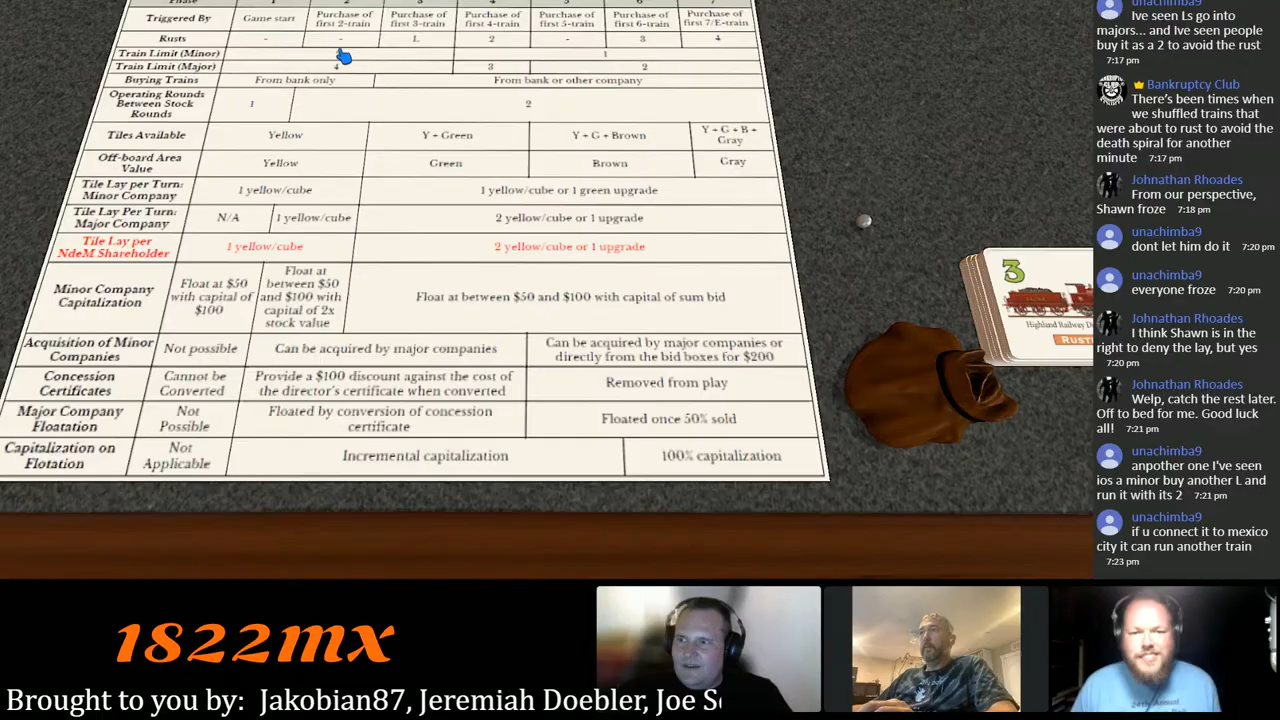 Phase
Triggered By Game start Purchase of first 2-train Purchase of first 3-train Purchase of first 4-train Purchase of first 5-train Purchase of first 6-train Purchase of first 7/E-train
Rusts - - L 2 - 3 4
Train Limit (Minor) 1
Train Limit (Major) 4 3 2
Buying Trains From bank only From bank or other company
Operating Rounds Between Stock Rounds 1 2
Tiles Available Yellow Y + Green Y + G + Brown Y + G + B + Gray
Off-board Area Value Yellow Green Brown Gray
Tile Lay per Turn: Minor Company 1 yellow/cube 1 yellow/cube or 1 green upgrade
Tile Lay Per Turn: Major Company N/A 1 yellow/cube 2 yellow/cube or 1 upgrade
Tile Lay per NdeM Shareholder 1 yellow/cube 2 yellow/cube or 1 upgrade
Minor Company Capitalization Float at $50 with capital of $100 Float at between $50 and $100 with capital of 2x stock value Float at between $50 and $100 with capital of sum bid
Acquisition of Minor Companies Not possible Can be acquired by major companies Can be acquired by major companies or directly from the bid boxes for $200
Concession Certificates Cannot be Converted Provide a $100 discount against the cost of the director's certificate when converted Removed from play
Major Company Floatation Not Possible Floated by conversion of concession certificate Floated once 50% sold
Capitalization on Flotation Not Applicable Incremental capitalization 100% capitalization
3
Highland Railway
RUST
unachimba9
Ive seen Ls go into
majors... and Ive seen people
buy it as a 2 to avoid the rust
7:17 pm
Bankruptcy Club
There's been times when
we shuffled trains that
were about to rust to avoid the
death spiral for another
minute 7:17 pm
Johnathan Rhoades
From our perspective,
Shawn froze 7:18 pm
unachimba9
dont let him do it 7:20 pm
unachimba9
everyone froze 7:20 pm
Johnathan Rhoades
I think Shawn is in the
right to deny the lay, but yes
7:20 pm
Johnathan Rhoades
Welp, catch the rest later.
Off to bed for me. Good luck
all! 7:21 pm
unachimba9
anpother one I've seen
ios a minor buy another L and
run it with its 2 7:21 pm
unachimba9
if u connect it to mexico
city it can run another train
7:23 pm
1822mx
Brought to you by: Jakobian87, Jeremiah Doebler, Joe S